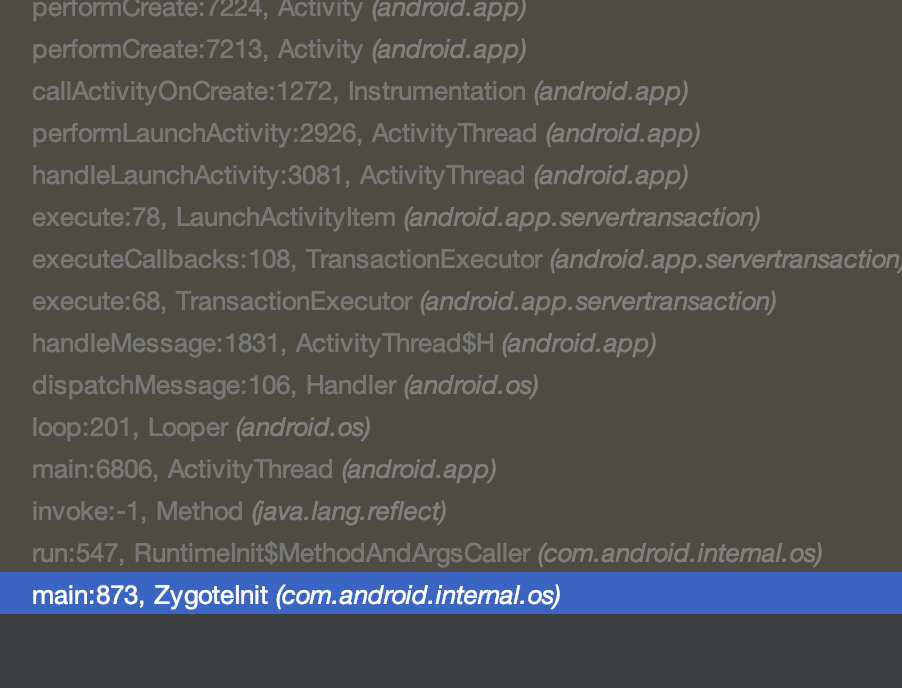 performCreate:7224, Activity (android.app)
performCreate:7213, Activity (android.app)
callActivityOnCreate:1272, Instrumentation (android.app)
performLaunchActivity:2926, ActivityThread (android.app)
handleLaunchActivity:3081, ActivityThread (android.app)
execute:78, LaunchActivityItem (android.app.servertransaction)
executeCallbacks:108, TransactionExecutor (android.app.servertransaction)
execute:68, TransactionExecutor (android.app.servertransaction)
handleMessage:1831, ActivityThread$H (android.app)
dispatchMessage:106, Handler (android.os)
loop:201, Looper (android.os)
main:6806, ActivityThread (android.app)
invoke:-1, Method (java.lang.reflect)
run:547, RuntimeInit$MethodAndArgsCaller (com.android.internal.os)
main:873, ZygoteInit (com.android.internal.os)